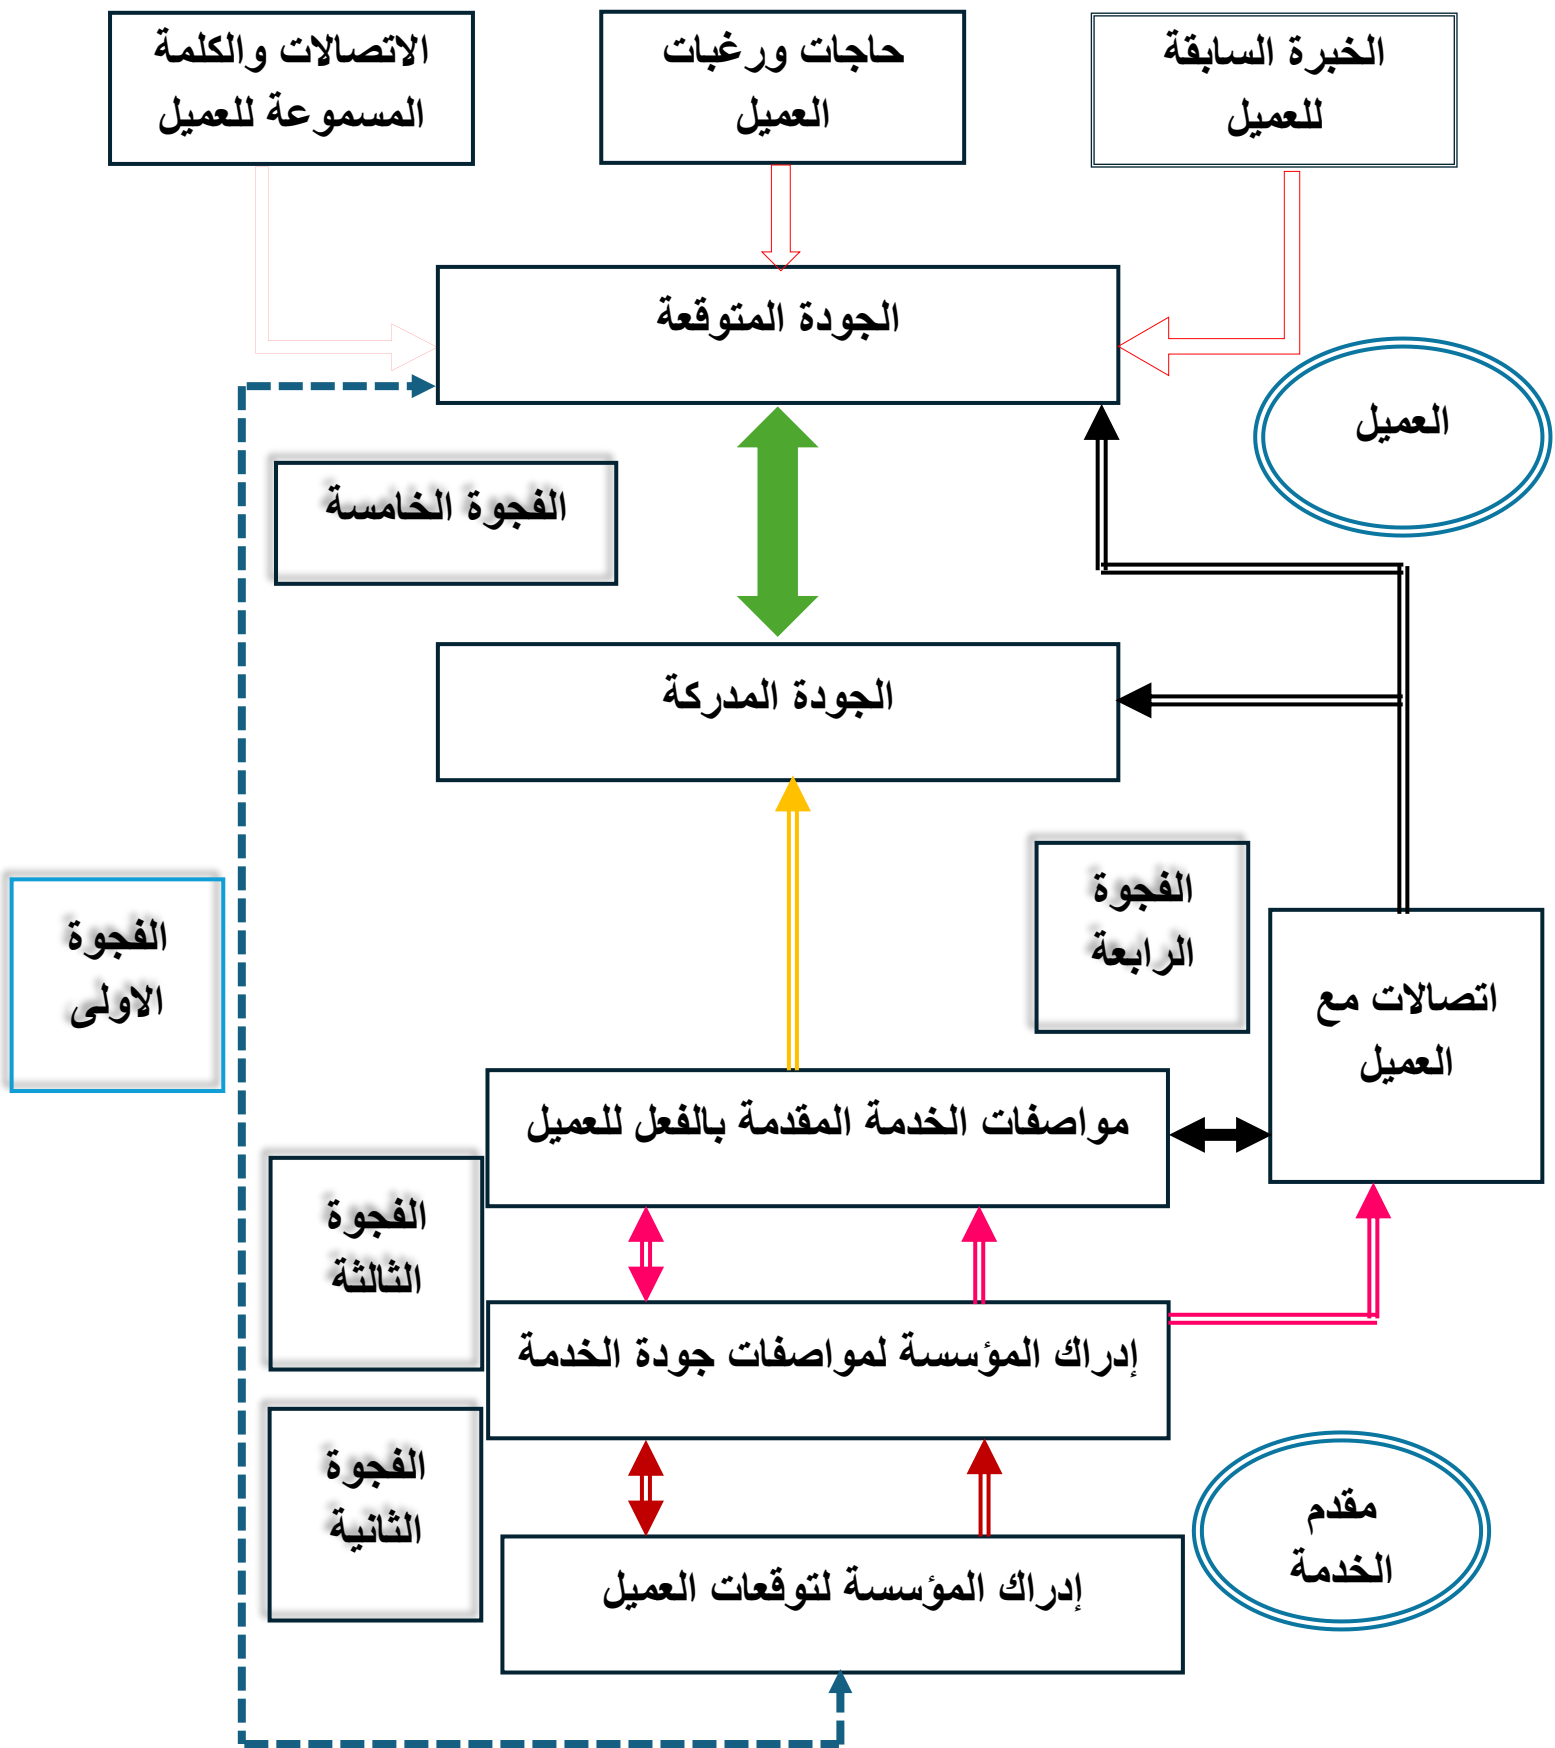 الخبرة السابقة
للعميل
حاجات ورغبات
العميل
الاتصالات والكلمة
المسموعة للعميل
الجودة المتوقعة
العميل
الفجوة الخامسة
الجودة المدركة
الفجوة
الرابعة
الفجوة
الاولى
اتصالات مع
العميل
مواصفات الخدمة المقدمة بالفعل للعميل
الفجوة
الثالثة
إدراك المؤسسة لمواصفات جودة الخدمة
الفجوة
الثانية
مقدم
الخدمة
إدراك المؤسسة لتوقعات العميل